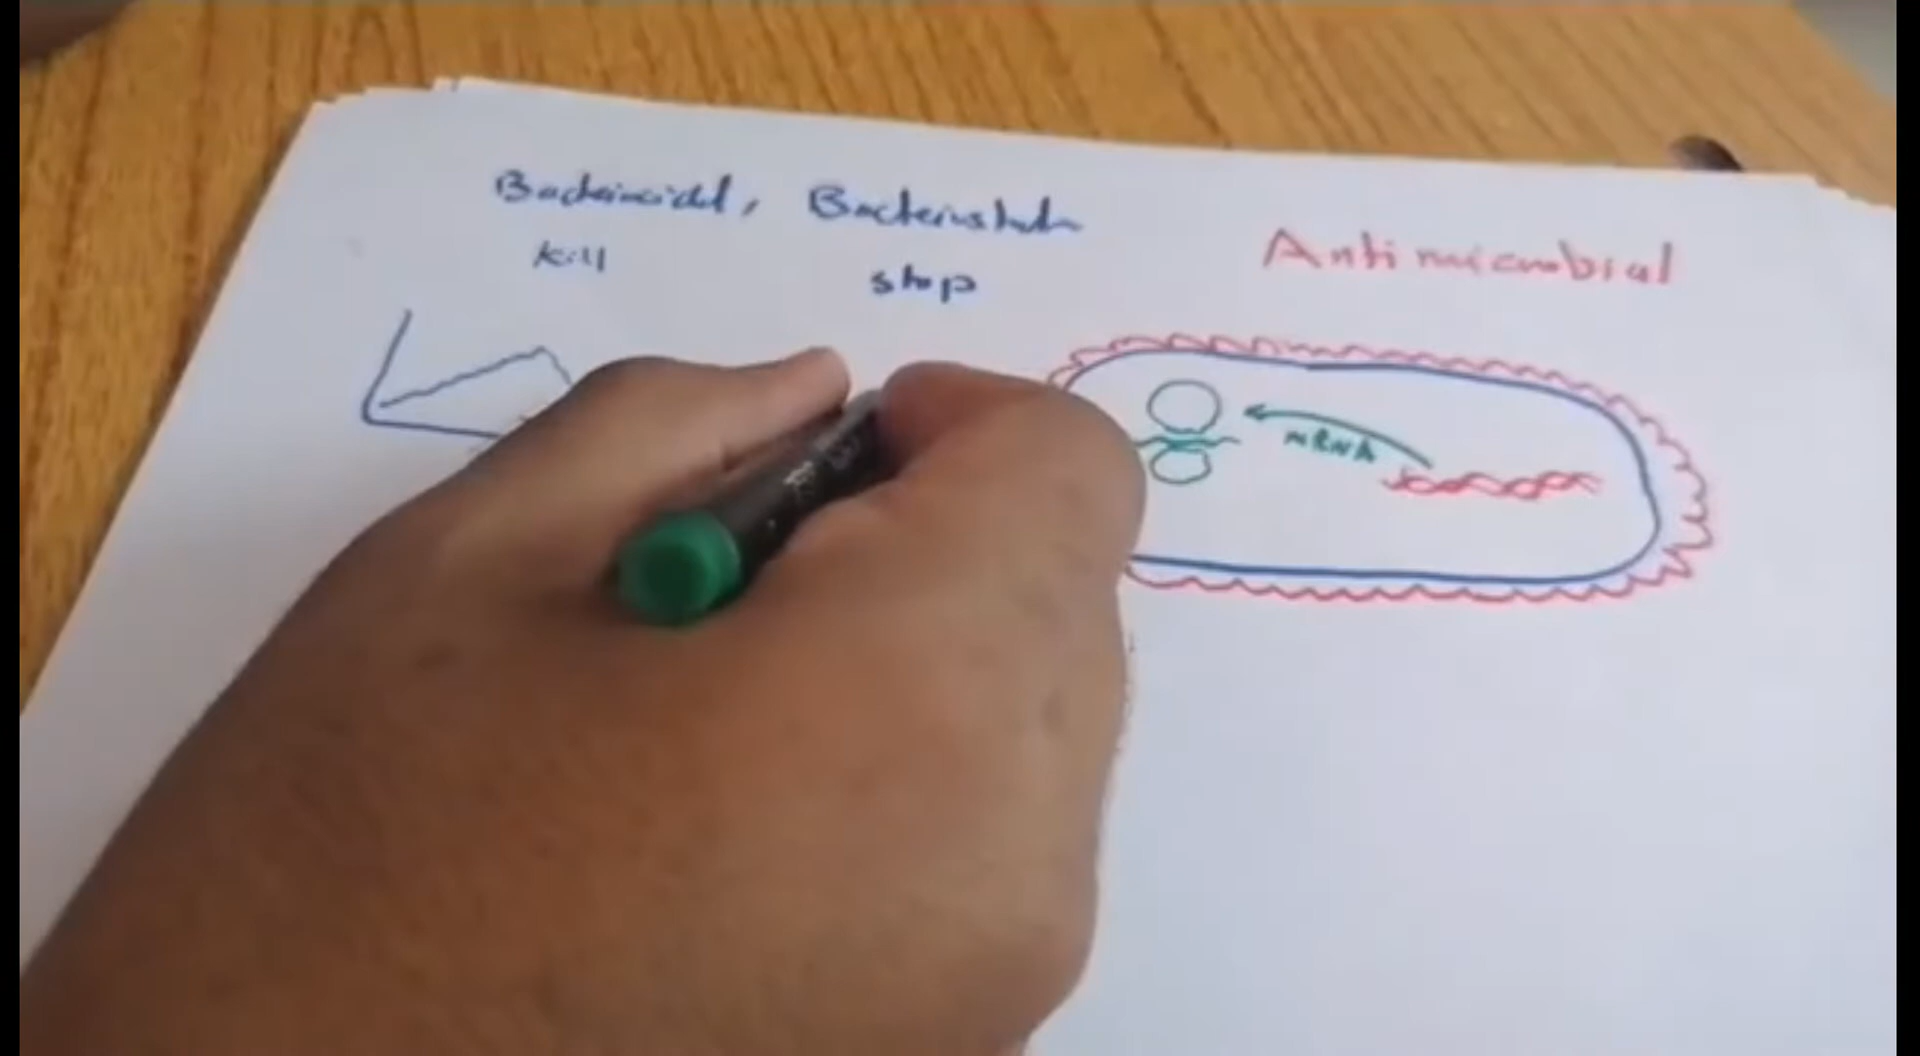 Bactericidal, Bacteriostatic
kill
stop
Antimicrobial
mRNA